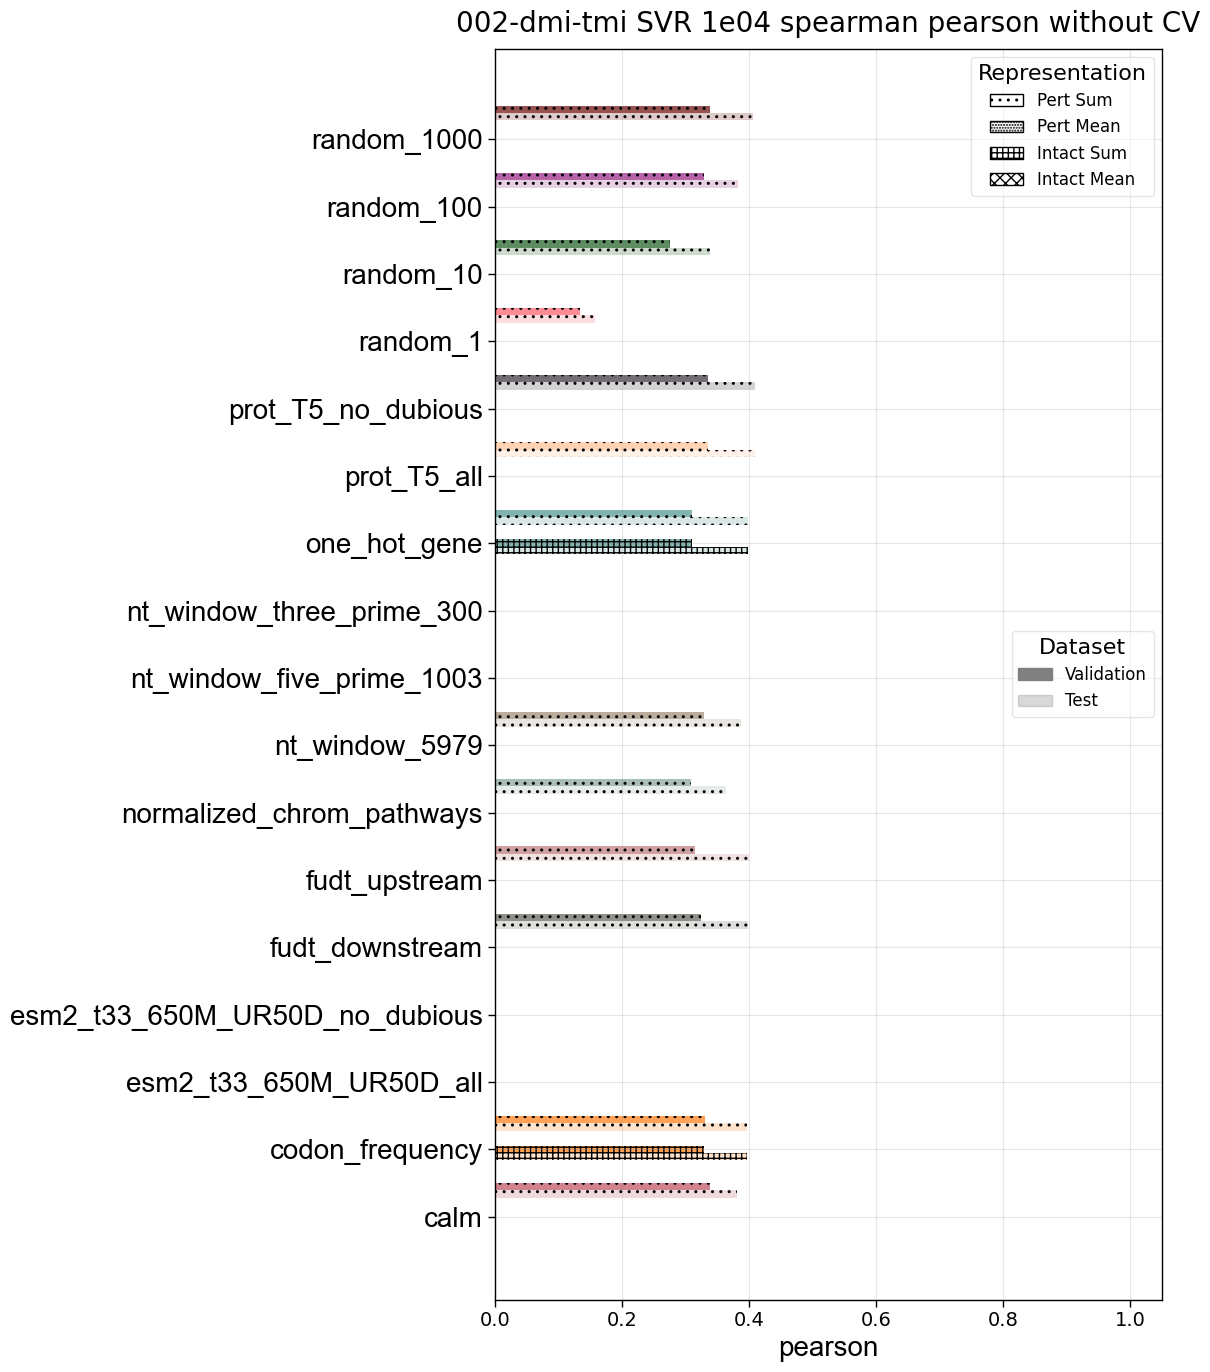 002-dmi-tmi SVR 1e04 spearman pearson without CV
Representation
Pert Sum
Pert Mean
Intact Sum
Intact Mean
random_1000
random_100
random_10
random_1
prot_T5_no_dubious
prot_T5_all
one_hot_gene
nt_window_three_prime_300
Dataset
Validation
Test
nt_window_five_prime_1003
nt_window_5979
normalized_chrom_pathways
fudt_upstream
fudt_downstream
esm2_t33_650M_UR50D_no_dubious
esm2_t33_650M_UR50D_all
codon_frequency
calm
0.0 0.2 0.4 0.6 0.8 1.0
pearson